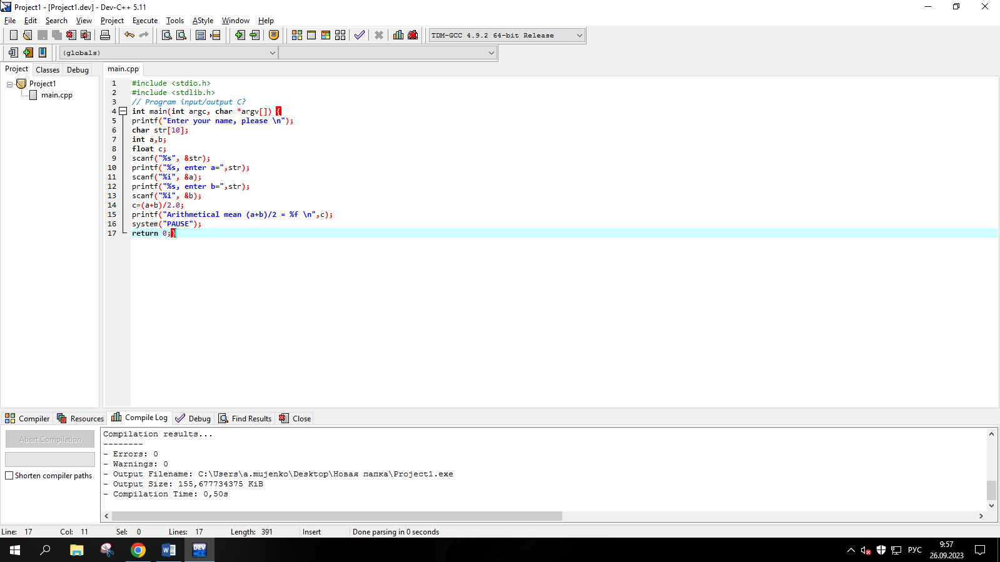 Project1 - [Project1.dev] - Dev-C++ 5.11
File Edit Search View Project Execute Tools AStyle Window Help
TDM-GCC 4.9.2 64-bit Release
(globals)
Project Classes Debug
main.cpp
Project1
main.cpp
1 #include <stdio.h>
2 #include <stdlib.h>
3 // Program input/output C?
4 int main(int argc, char *argv[]) {
5 printf("Enter your name, please \n");
6 char str[10];
7 int a,b;
8 float c;
9 scanf("%s", &str);
10 printf("%s, enter a=",str);
11 scanf("%i", &a);
12 printf("%s, enter b=",str);
13 scanf("%i", &b);
14 c=(a+b)/2.0;
15 printf("Arithmetical mean (a+b)/2 = %f \n",c);
16 system("PAUSE");
17 return 0;}
Compiler Resources Compile Log Debug Find Results Close
Abort Compilation
Shorten compiler paths
Compilation results...
--------
- Errors: 0
- Warnings: 0
- Output Filename: C:\Users\a.mujenko\Desktop\Новая папка\Project1.exe
- Output Size: 155,677734375 KiB
- Compilation Time: 0,50s
Line: 17 Col: 11 Sel: 0 Lines: 17 Length: 391 Insert Done parsing in 0 seconds
DEV
РУС
9:57
26.09.2023